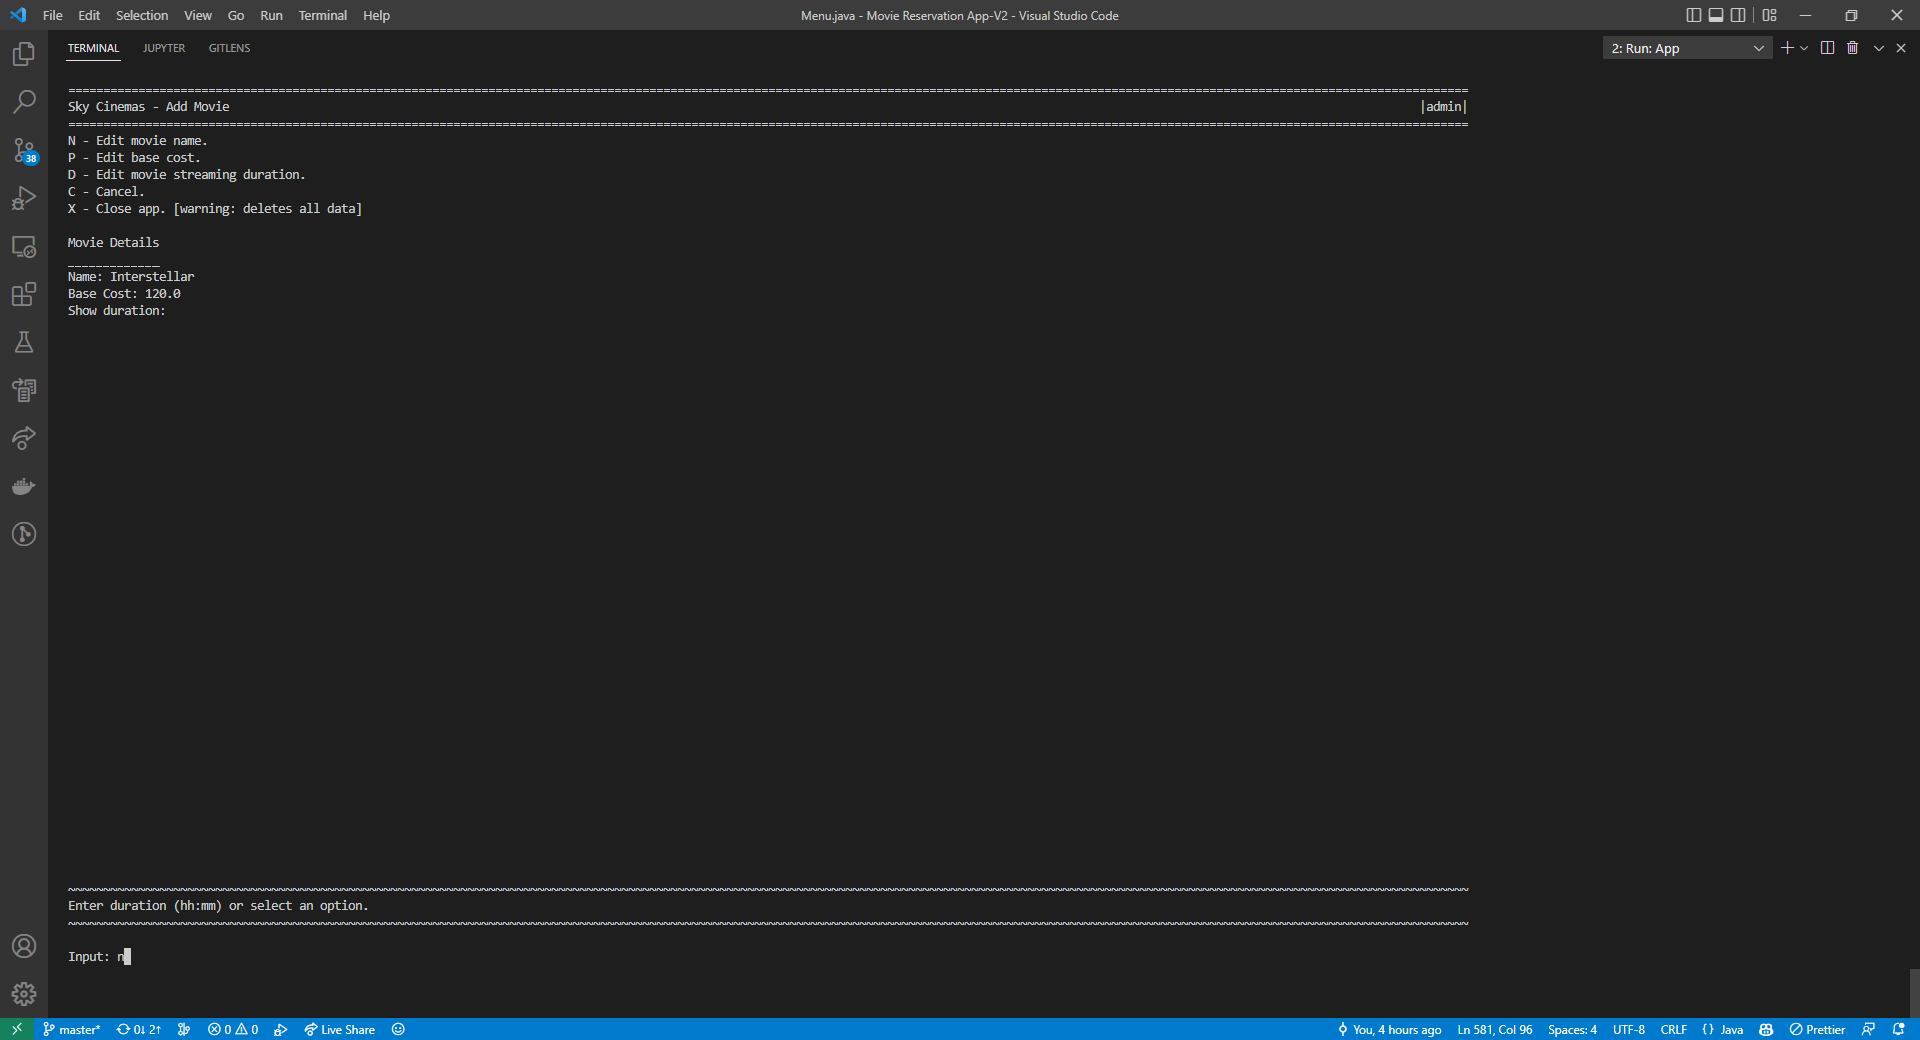 File Edit Selection View Go Run Terminal Help Menu.java - Movie Reservation App-V2 - Visual Studio Code
TERMINAL JUPYTER GITLENS 2: Run: App
========================================================================================================================================================================================================
Sky Cinemas - Add Movie |admin|
========================================================================================================================================================================================================
N - Edit movie name.
P - Edit base cost.
D - Edit movie streaming duration.
C - Cancel.
X - Close app. [warning: deletes all data]
Movie Details
_____________
Name: Interstellar
Base Cost: 120.0
Show duration:
~~~~~~~~~~~~~~~~~~~~~~~~~~~~~~~~~~~~~~~~~~~~~~~~~~~~~~~~~~~~~~~~~~~~~~~~~~~~~~~~~~~~~~~~~~~~~~~~~~~~~~~~~~~~~~~~~~~~~~~~~~~~~~~~~~~~~~~~~~~~~~~~~~~~~~~~~~~~~~~~~~~~~~~~~~~~~~~~~~~~~~~~~~~~~~~~
Enter duration (hh:mm) or select an option.
~~~~~~~~~~~~~~~~~~~~~~~~~~~~~~~~~~~~~~~~~~~~~~~~~~~~~~~~~~~~~~~~~~~~~~~~~~~~~~~~~~~~~~~~~~~~~~~~~~~~~~~~~~~~~~~~~~~~~~~~~~~~~~~~~~~~~~~~~~~~~~~~~~~~~~~~~~~~~~~~~~~~~~~~~~~~~~~~~~~~~~~~~~~~~~~~
Input: n
38
master* 0↓ 2↑ 0 0 Live Share You, 4 hours ago Ln 581, Col 96 Spaces: 4 UTF-8 CRLF {} Java Prettier